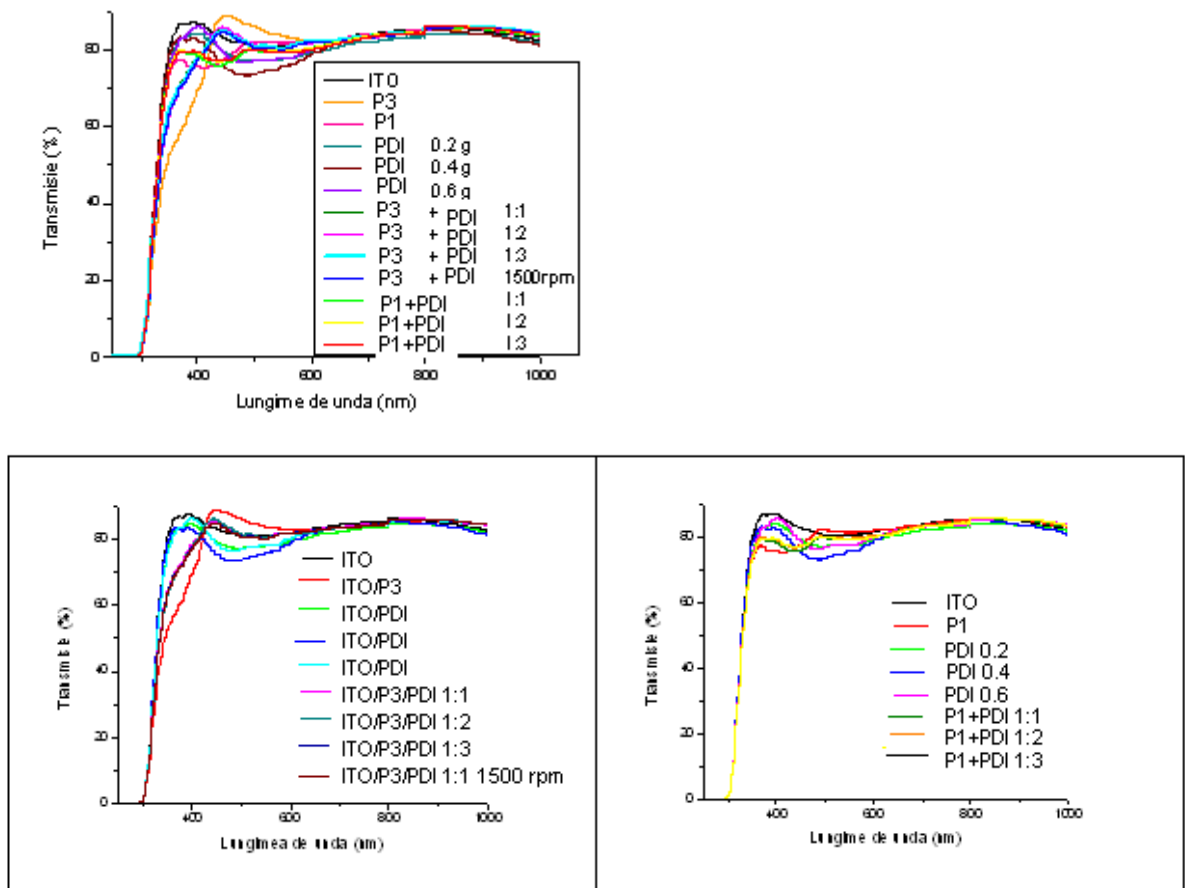 Transmisie (%)
80
60
40
20
0
400
600
800
1000
Lungime de unda (nm)
ITO
P3
P1
PDI 0.2 g
PDI 0.4 g
PDI 0.6 g
P3 + PDI 1:1
P3 + PDI 1:2
P3 + PDI 1:3
P3 + PDI 1500rpm
P1+PDI I:1
P1+PDI I:2
P1+PDI I:3
Transmisie (%)
80
60
40
20
0
400
600
800
1000
Lungimea de unda (nm)
ITO
ITO/P3
ITO/PDI
ITO/PDI
ITO/PDI
ITO/P3/PDI 1:1
ITO/P3/PDI 1:2
ITO/P3/PDI 1:3
ITO/P3/PDI 1:1 1500 rpm
Transmisie (%)
80
60
40
20
0
400
600
800
1000
Lungime de unda (nm)
ITO
P1
PDI 0.2
PDI 0.4
PDI 0.6
P1+PDI 1:1
P1+PDI 1:2
P1+PDI 1:3